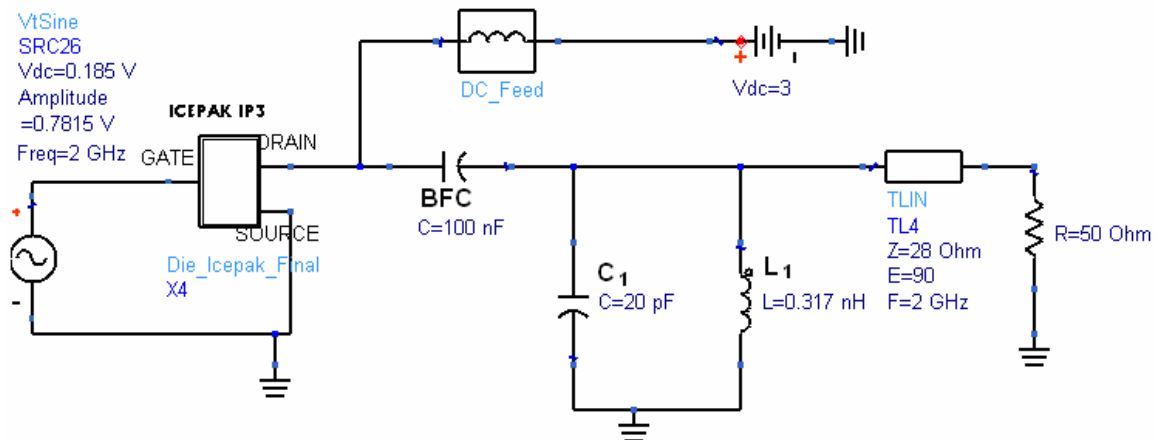 VtSine
SRC26
Vdc=0.185 V
Amplitude
=0.7815 V
Freq=2 GHz
ICEPAK IP3
GATE
DRAIN
SOURCE
Die_Icepak_Final
X4
+
-
DC_Feed
+
Vdc=3
BFC
C=100 nF
C1
C=20 pF
L1
L=0.317 nH
TLIN
TL4
Z=28 Ohm
E=90
F=2 GHz
R=50 Ohm